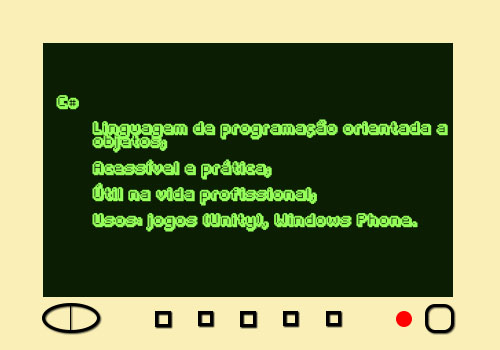 C#
Linguagem de programação orientada a
objetos;
Acessível e prática;
Útil na vida profissional;
Usos: jogos (Unity), Windows Phone.